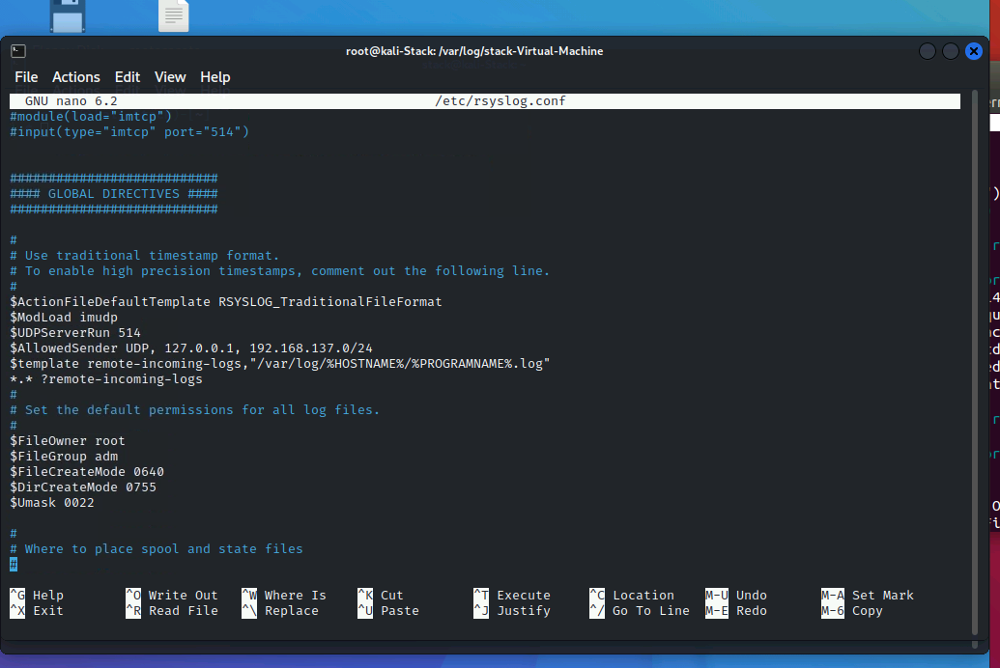 root@kali-Stack: /var/log/stack-Virtual-Machine
File Actions Edit View Help
GNU nano 6.2 /etc/rsyslog.conf
#module(load="imtcp")
#input(type="imtcp" port="514")
###########################
#### GLOBAL DIRECTIVES ####
###########################
#
# Use traditional timestamp format.
# To enable high precision timestamps, comment out the following line.
#
$ActionFileDefaultTemplate RSYSLOG_TraditionalFileFormat
$ModLoad imudp
$UDPServerRun 514
$AllowedSender UDP, 127.0.0.1, 192.168.137.0/24
$template remote-incoming-logs,"/var/log/%HOSTNAME%/%PROGRAMNAME%.log"
*.* ?remote-incoming-logs
#
# Set the default permissions for all log files.
#
$FileOwner root
$FileGroup adm
$FileCreateMode 0640
$DirCreateMode 0755
$Umask 0022
#
# Where to place spool and state files
#
^G Help ^O Write Out ^W Where Is ^K Cut ^T Execute ^C Location M-U Undo M-A Set Mark
^X Exit ^R Read File ^\ Replace ^U Paste ^J Justify ^/ Go To Line M-E Redo M-6 Copy